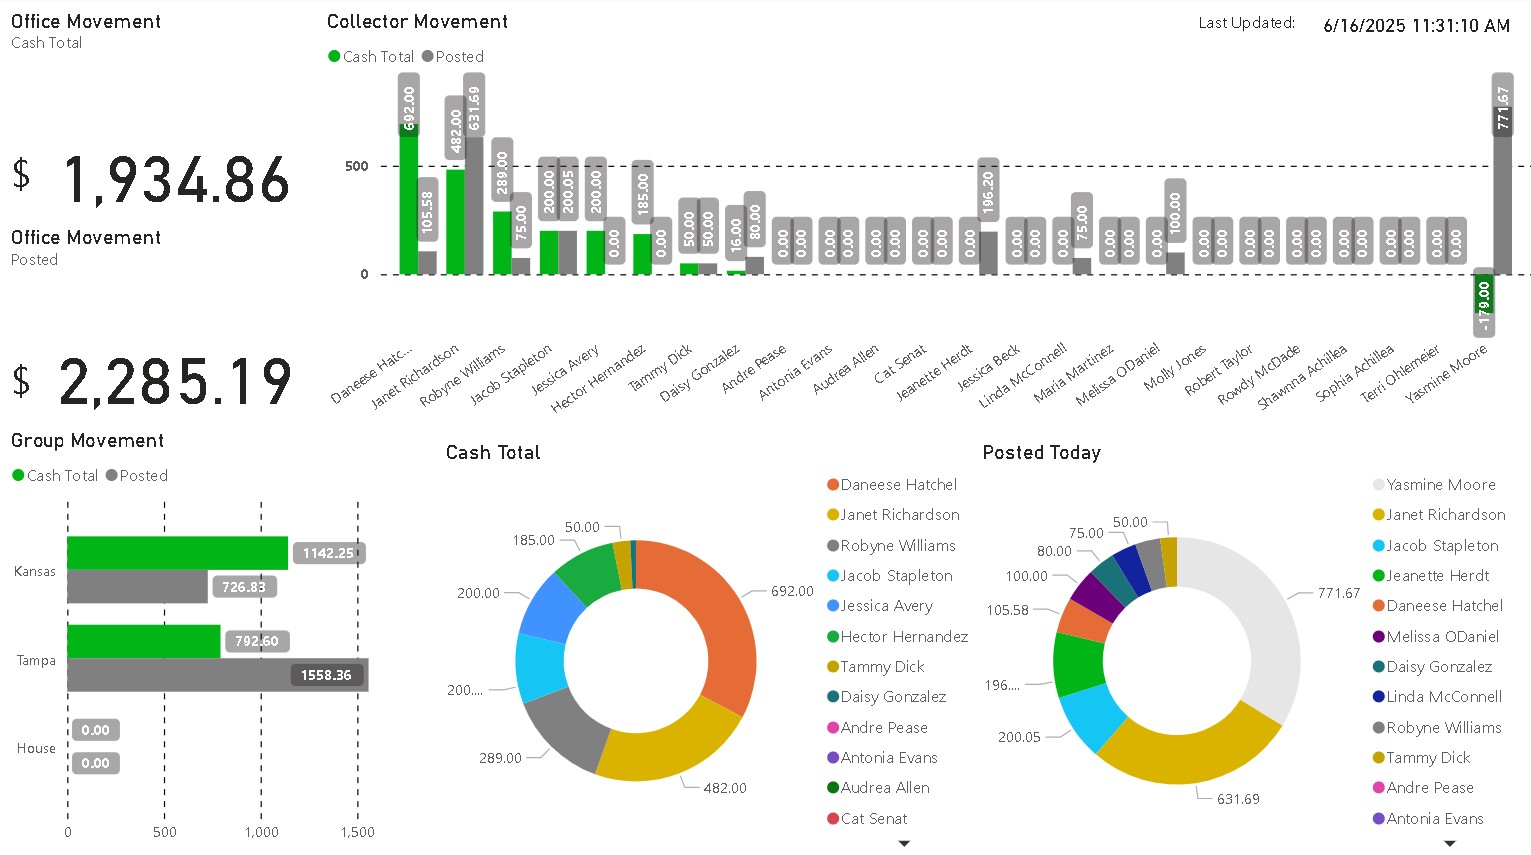 Office Movement
Cash Total
$ 1,934.86
Office Movement
Posted
$ 2,285.19
Collector Movement
Cash Total Posted
Last Updated: 6/16/2025 11:31:10 AM
500
0
692.00
105.58
482.00
631.69
289.00
75.00
200.00
200.05
200.00
0.00
185.00
0.00
50.00
50.00
16.00
80.00
0.00
0.00
0.00
0.00
0.00
0.00
0.00
0.00
0.00
196.20
0.00
0.00
0.00
75.00
0.00
0.00
0.00
100.00
0.00
0.00
0.00
0.00
0.00
0.00
0.00
0.00
0.00
0.00
0.00
0.00
-179.00
771.67
Daneese Hatc...
Janet Richardson
Robyne Williams
Jacob Stapleton
Jessica Avery
Hector Hernandez
Tammy Dick
Daisy Gonzalez
Andre Pease
Antonia Evans
Audrea Allen
Cat Senat
Jeanette Herdt
Jessica Beck
Linda McConnell
Maria Martinez
Melissa ODaniel
Molly Jones
Robert Taylor
Rowdy McDade
Shawnna Achillea
Sophia Achillea
Terri Ohlemeier
Yasmine Moore
Group Movement
Cash Total Posted
Kansas
1142.25
726.83
Tampa
792.60
1558.36
House
0.00
0.00
0 500 1,000 1,500
Cash Total
50.00
185.00
200.00
200....
289.00
482.00
692.00
Daneese Hatchel
Janet Richardson
Robyne Williams
Jacob Stapleton
Jessica Avery
Hector Hernandez
Tammy Dick
Daisy Gonzalez
Andre Pease
Antonia Evans
Audrea Allen
Cat Senat
Posted Today
50.00
75.00
80.00
100.00
105.58
196....
200.05
631.69
771.67
Yasmine Moore
Janet Richardson
Jacob Stapleton
Jeanette Herdt
Daneese Hatchel
Melissa ODaniel
Daisy Gonzalez
Linda McConnell
Robyne Williams
Tammy Dick
Andre Pease
Antonia Evans